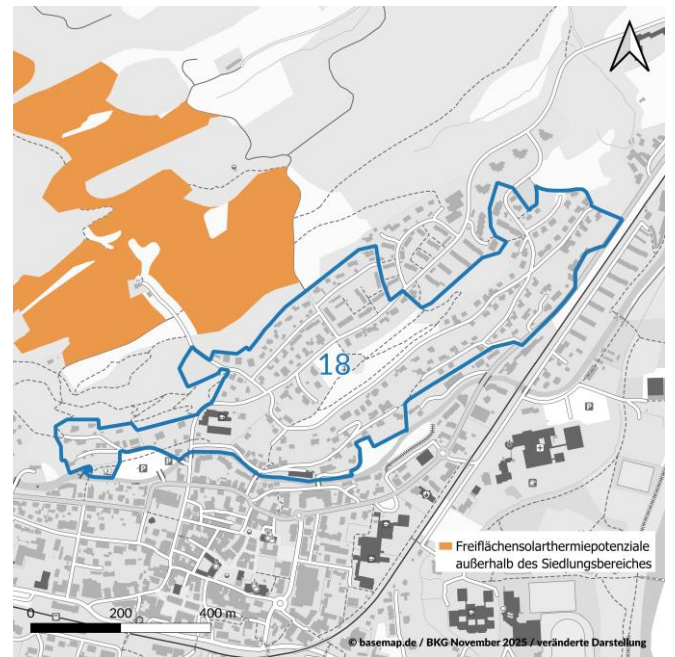 18
P
P
P
Freiflächensolarthermiepotenziale
außerhalb des Siedlungsbereiches
0 200 400 m
© basemap.de / BKG November 2025 / veränderte Darstellung